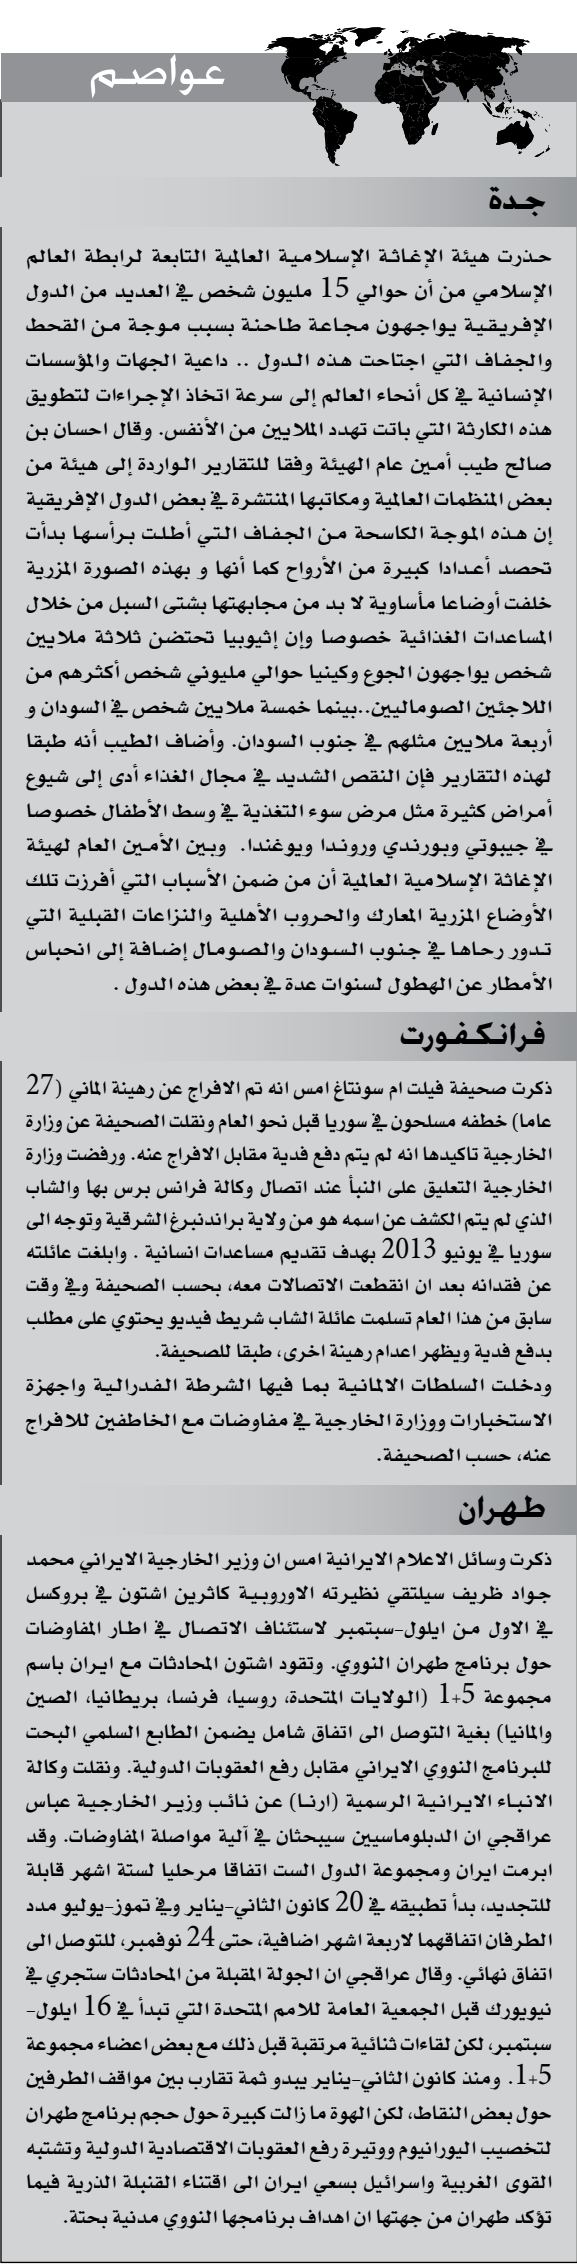 عواصم
جدة
حذرت هيئة الإغاثة الإسلامية العالمية التابعة لرابطة العالم
الإسلامي من أن حوالي 15 مليون شخص في العديد من الدول
الإفريقية يواجهون مجاعة طاحنة بسبب موجة من القحط
والجفاف التي اجتاحت هذه الدول .. داعية الجهات والمؤسسات
الإنسانية في كل أنحاء العالم إلى سرعة اتخاذ الإجراءات لتطويق
هذه الكارثة التي باتت تهدد الملايين من الأنفس. وقال احسان بن
صالح طيب أمين عام الهيئة وفقا للتقارير الواردة إلى هيئة من
بعض المنظمات العالمية ومكاتبها المنتشرة في بعض الدول الإفريقية
إن هذه الموجة الكاسحة من الجفاف التي أطلت برأسها بدأت
تحصد أعدادا كبيرة من الأرواح كما أنها و بهذه الصورة المزرية
خلفت أوضاعا مأساوية لا بد من مجابهتها بشتى السبل من خلال
المساعدات الغذائية خصوصا وإن إثيوبيا تحتضن ثلاثة ملايين
شخص يواجهون الجوع وكينيا حوالي مليوني شخص أكثرهم من
اللاجئين الصوماليين..بينما خمسة ملايين شخص في السودان و
أربعة ملايين مثلهم في جنوب السودان. وأضاف الطيب أنه طبقا
لهذه التقارير فإن النقص الشديد في مجال الغذاء أدى إلى شيوع
أمراض كثيرة مثل مرض سوء التغذية في وسط الأطفال خصوصا
في جيبوتي وبورندي وروندا ويوغندا. وبين الأمين العام لهيئة
الإغاثة الإسلامية العالمية أن من ضمن الأسباب التي أفرزت تلك
الأوضاع المزرية المعارك والحروب الأهلية والنزاعات القبلية التي
تدور رحاها في جنوب السودان والصومال إضافة إلى انحباس
الأمطار عن الهطول لسنوات عدة في بعض هذه الدول .
فرانكفورت
ذكرت صحيفة فيلت ام سونتاغ امس انه تم الافراج عن رهينة الماني (27
عاما) خطفه مسلحون في سوريا قبل نحو العام ونقلت الصحيفة عن وزارة
الخارجية تاكيدها انه لم يتم دفع فدية مقابل الافراج عنه. ورفضت وزارة
الخارجية التعليق على النبأ عند اتصال وكالة فرانس برس بها والشاب
الذي لم يتم الكشف عن اسمه هو من ولاية براندنبرغ الشرقية وتوجه الى
سوريا في يونيو 2013 بهدف تقديم مساعدات انسانية . وابلغت عائلته
عن فقدانه بعد ان انقطعت الاتصالات معه، بحسب الصحيفة وفي وقت
سابق من هذا العام تسلمت عائلة الشاب شريط فيديو يحتوي على مطلب
بدفع فدية ويظهر اعدام رهينة اخرى، طبقا للصحيفة.
ودخلت السلطات الالمانية بما فيها الشرطة الفدرالية واجهزة
الاستخبارات ووزارة الخارجية في مفاوضات مع الخاطفين للافراج
عنه، حسب الصحيفة.
طهران
ذكرت وسائل الاعلام الايرانية امس ان وزير الخارجية الايراني محمد
جواد ظريف سيلتقي نظيرته الاوروبية كاثرين اشتون في بروكسل
في الاول من ايلول-سبتمبر لاستئناف الاتصال في اطار المفاوضات
حول برنامج طهران النووي. وتقود اشتون المحادثات مع ايران باسم
مجموعة 5+1 (الولايات المتحدة، روسيا، فرنسا، بريطانيا، الصين
والمانيا) بغية التوصل الى اتفاق شامل يضمن الطابع السلمي البحت
للبرنامج النووي الايراني مقابل رفع العقوبات الدولية. ونقلت وكالة
الانباء الايرانية الرسمية (ارنا) عن نائب وزير الخارجية عباس
عراقجي ان الدبلوماسيين سيبحثان في آلية مواصلة المفاوضات. وقد
ابرمت ايران ومجموعة الدول الست اتفاقا مرحليا لستة اشهر قابلة
للتجديد، بدأ تطبيقه في 20 كانون الثاني-يناير وفي تموز-يوليو مدد
الطرفان اتفاقهما لاربعة اشهر اضافية، حتى 24 نوفمبر، للتوصل الى
اتفاق نهائي. وقال عراقجي ان الجولة المقبلة من المحادثات ستجري في
نيويورك قبل الجمعية العامة للامم المتحدة التي تبدأ في 16 ايلول-
سبتمبر، لكن لقاءات ثنائية مرتقبة قبل ذلك مع بعض اعضاء مجموعة
5+1. ومنذ كانون الثاني-يناير يبدو ثمة تقارب بين مواقف الطرفين
حول بعض النقاط، لكن الهوة ما زالت كبيرة حول حجم برنامج طهران
لتخصيب اليورانيوم ووتيرة رفع العقوبات الاقتصادية الدولية وتشتبه
القوى الغربية واسرائيل بسعي ايران الى اقتناء القنبلة الذرية فيما
تؤكد طهران من جهتها ان اهداف برنامجها النووي مدنية بحتة.